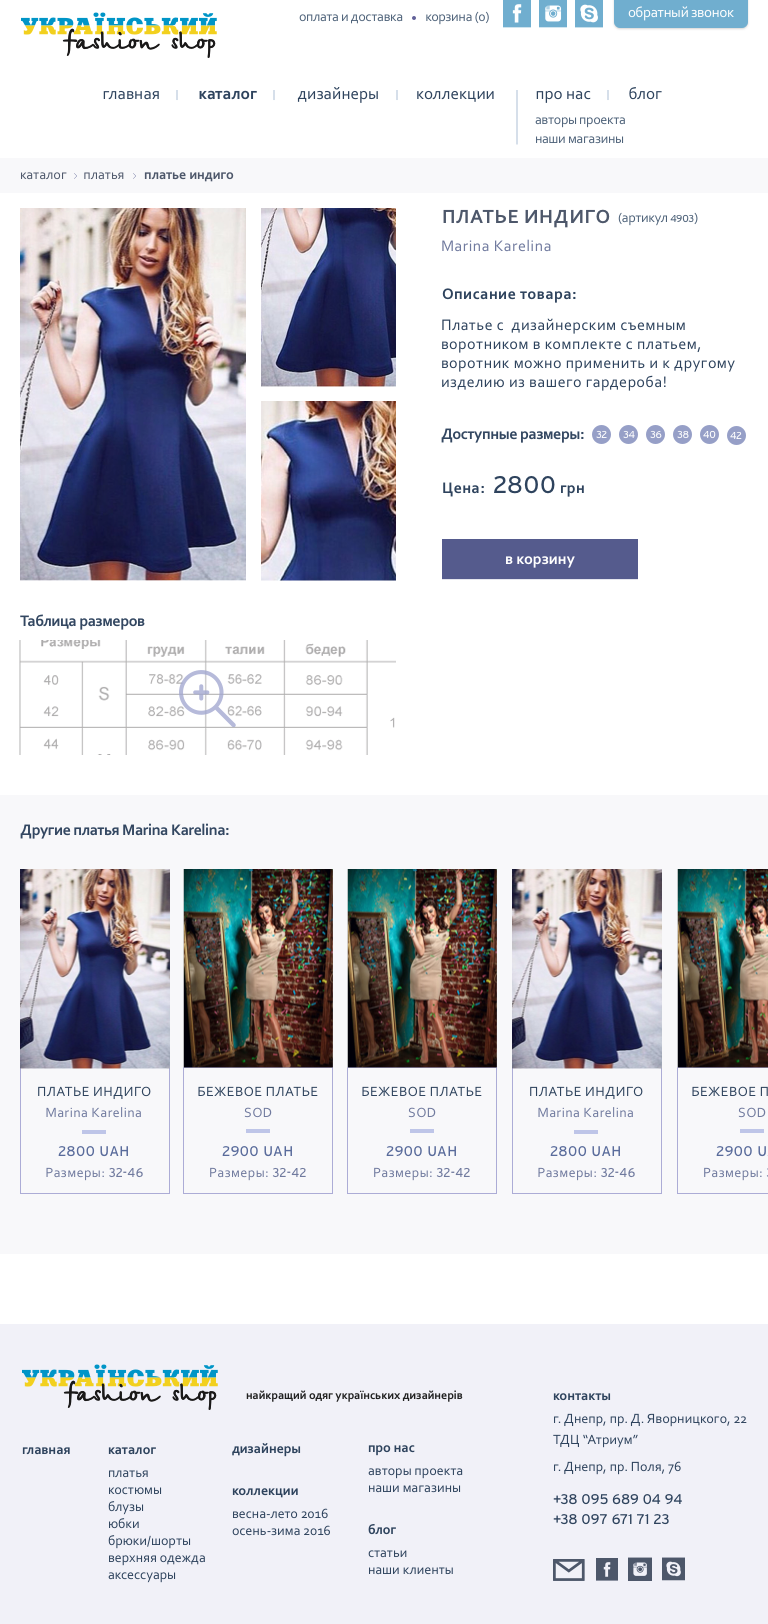 УКРАЇНСЬКИЙ
fashion shop
оплата и доставка • корзина (0)
обратный звонок
главная
каталог
дизайнеры
коллекции
про нас
блог
авторы проекта
наши магазины
каталог › платья › платье индиго
ПЛАТЬЕ ИНДИГО (артикул 4903)
Marina Karelina
Описание товара:
Платье с дизайнерским съемным
воротником в комплекте с платьем,
воротник можно применить и к другому
изделию из вашего гардероба!
Доступные размеры: 32 34 36 38 40 42
Цена: 2800 грн
в корзину
Таблица размеров
Размеры груди талии бедер
40 S 78-82 56-62 86-90
42 82-86 62-66 90-94
1
44 86-90 66-70 94-98
Другие платья Marina Karelina:
ПЛАТЬЕ ИНДИГО
Marina Karelina
2800 UAH
Размеры: 32-46
БЕЖЕВОЕ ПЛАТЬЕ
SOD
2900 UAH
Размеры: 32-42
БЕЖЕВОЕ ПЛАТЬЕ
SOD
2900 UAH
Размеры: 32-42
ПЛАТЬЕ ИНДИГО
Marina Karelina
2800 UAH
Размеры: 32-46
БЕЖЕВОЕ П
SOD
2900 U
Размеры:
УКРАЇНСЬКИЙ
fashion shop
найкращий одяг українських дизайнерів
главная
каталог
платья
костюмы
блузы
юбки
брюки/шорты
верхняя одежда
аксессуары
дизайнеры
коллекции
весна-лето 2016
осень-зима 2016
про нас
авторы проекта
наши магазины
блог
статьи
наши клиенты
контакты
г. Днепр, пр. Д. Яворницкого, 22
ТДЦ “Атриум”
г. Днепр, пр. Поля, 76
+38 095 689 04 94
+38 097 671 71 23